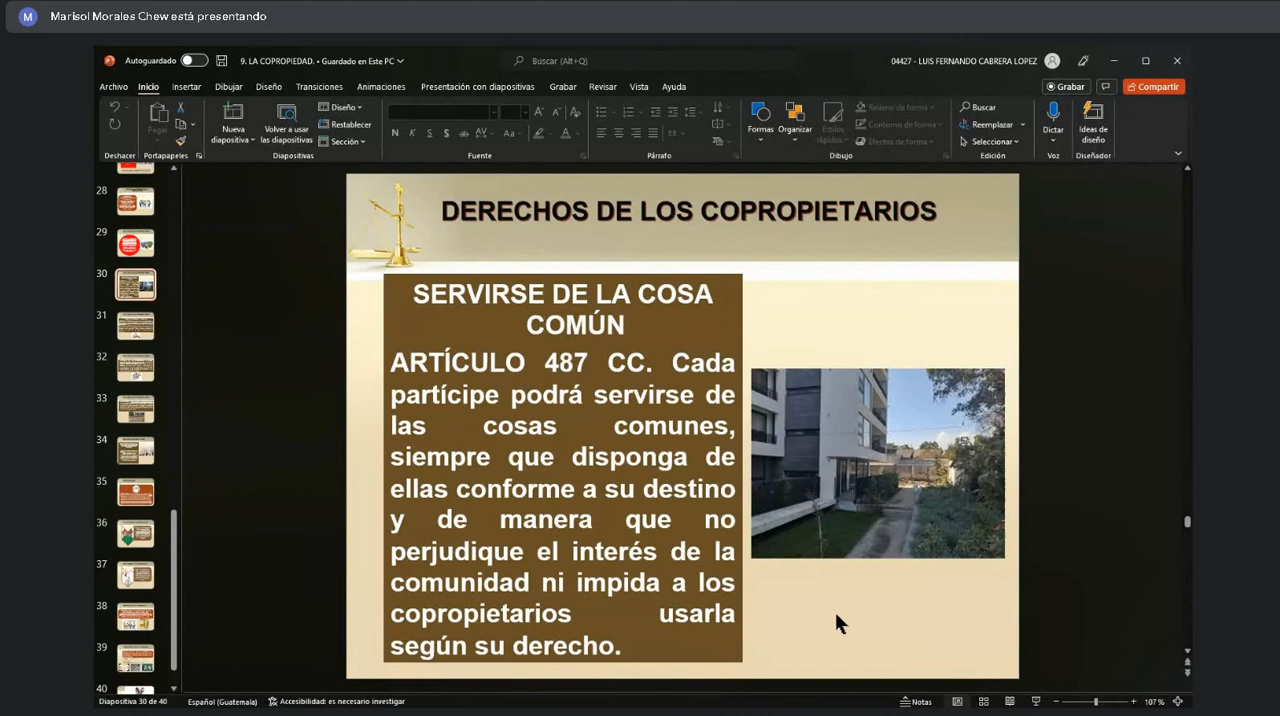 M Marisol Morales Chew está presentando
Autoguardado
9. LA COPROPIEDAD. • Guardado en Este PC
Buscar (Alt+Q)
04427 - LUIS FERNANDO CABRERA LOPEZ
Archivo Inicio Insertar Dibujar Diseño Transiciones Animaciones Presentación con diapositivas Grabar Revisar Vista Ayuda
Grabar
Compartir
Pegar
Nueva diapositiva
Volver a usar las diapositivas
Diseño
Restablecer
Sección
Formas
Organizar
Estilos rápidos
Relleno de forma
Contorno de forma
Efectos de forma
Buscar
Reemplazar
Seleccionar
Dictar
Ideas de diseño
Deshacer Portapapeles Diapositivas Fuente Párrafo Dibujo Edición Voz Diseñador
28
29
30
31
32
33
34
35
36
37
38
39
40
DERECHOS DE LOS COPROPIETARIOS
SERVIRSE DE LA COSA
COMÚN
ARTÍCULO 487 CC. Cada
partícipe podrá servirse de
las cosas comunes,
siempre que disponga de
ellas conforme a su destino
y de manera que no
perjudique el interés de la
comunidad ni impida a los
copropietarios usarla
según su derecho.
Diapositiva 30 de 40 Español (Guatemala) Accesibilidad: es necesario investigar
Notas
107 %